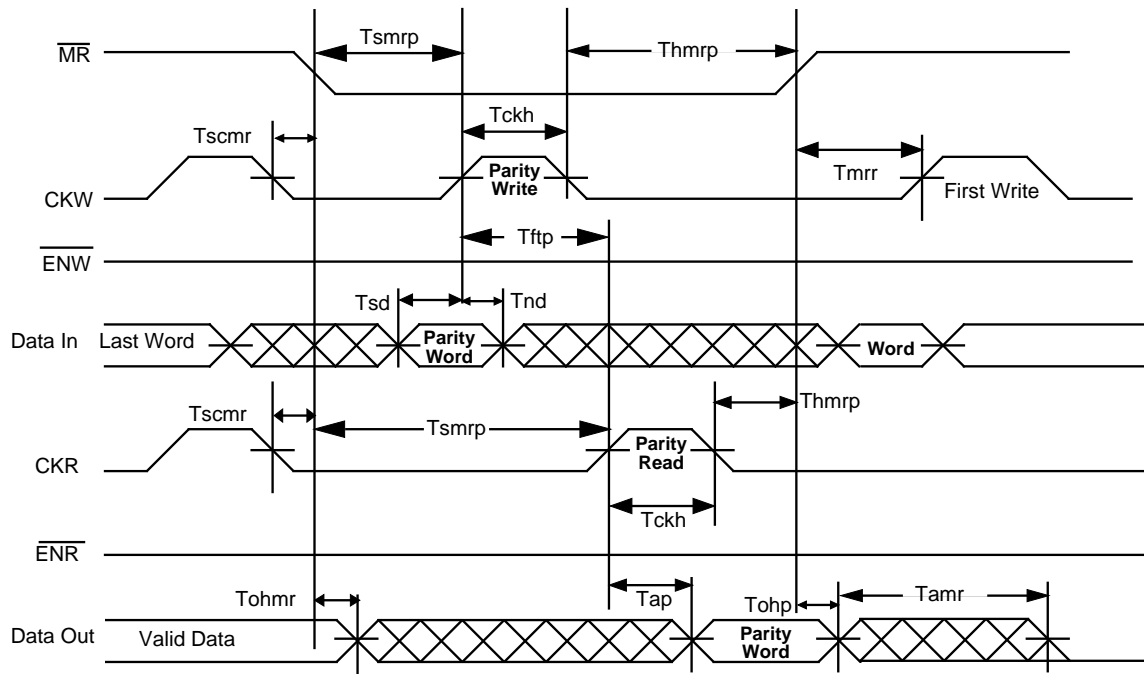 Tsmrp
Thmrp
MR
Tckh
Tscmr
Parity
Write
Tmrr
CKW
First Write
Tftp
ENW
Tsd
Tnd
Data In
Last Word
Parity
Word
Word
Tscmr
Tsmrp
Thmrp
CKR
Parity
Read
Tckh
ENR
Tohmr
Tap
Tohp
Tamr
Data Out
Valid Data
Parity
Word